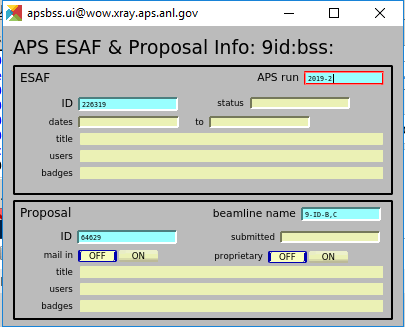 apsbss.ui@wow.xray.aps.anl.gov
APS ESAF & Proposal Info: 9id:bss:
ESAF APS run 2019-2
ID 226319 status
dates to
title
users
badges
Proposal beamline name 9-ID-B,C
ID 64629 submitted
mail in OFF ON proprietary OFF ON
title
users
badges